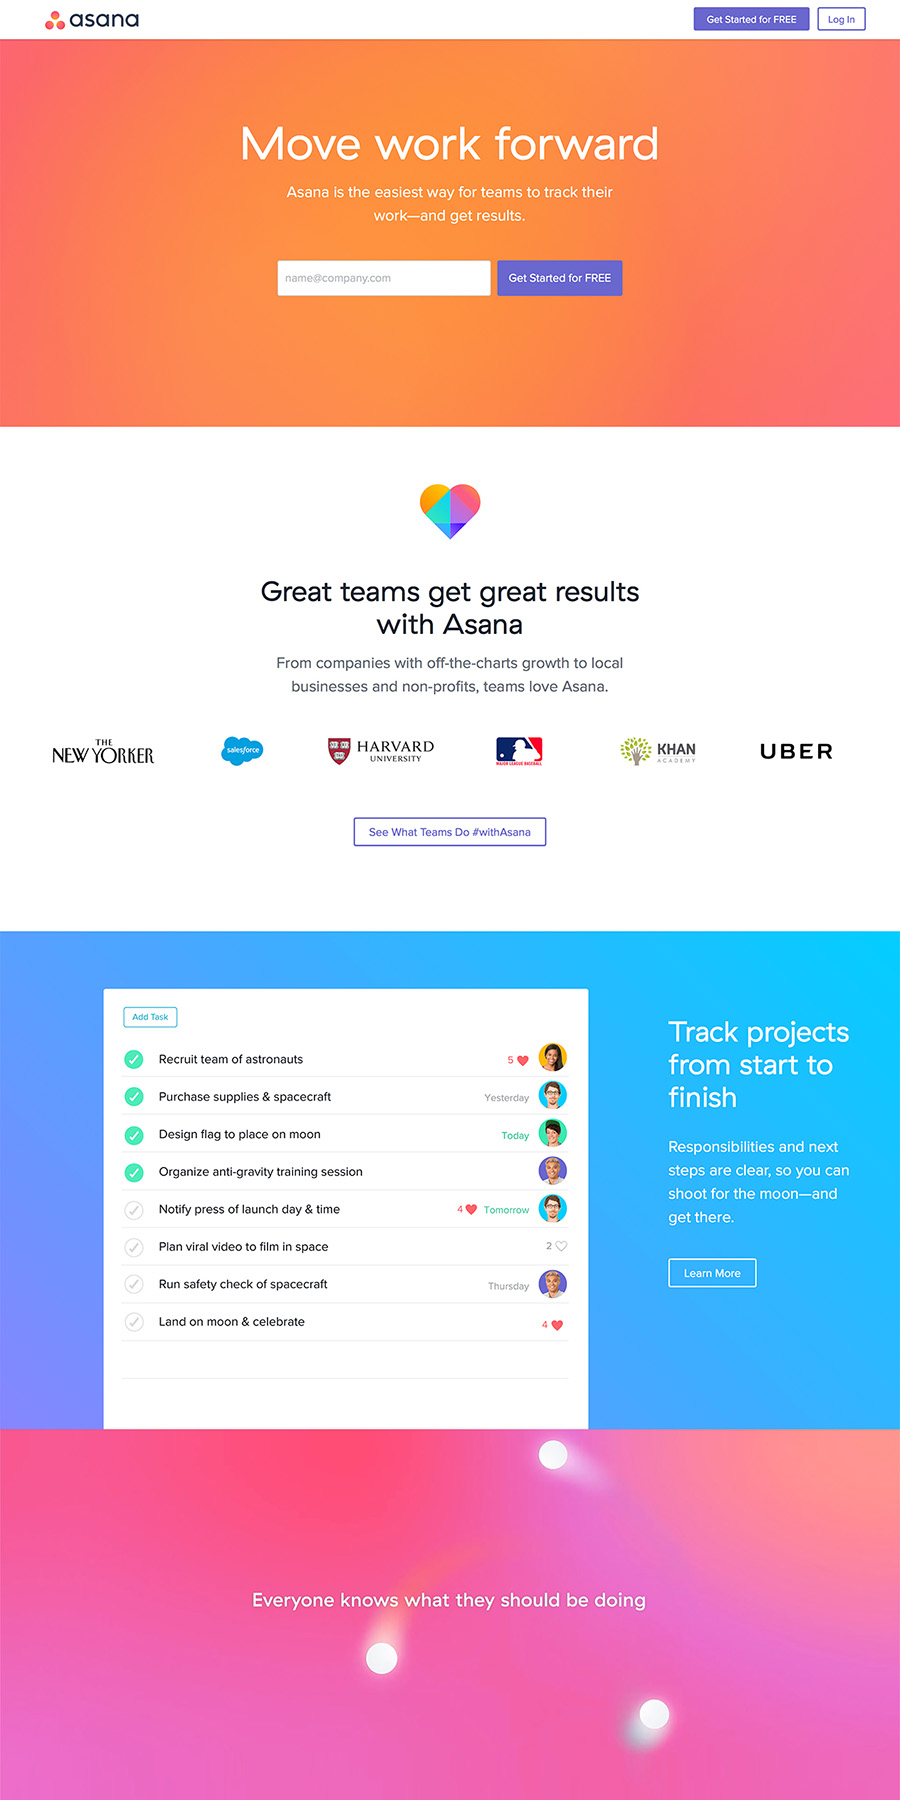 asana
Get Started for FREE
Log In
Move work forward
Asana is the easiest way for teams to track their
work—and get results.
name@company.com
Get Started for FREE
Great teams get great results
with Asana
From companies with off-the-charts growth to local
businesses and non-profits, teams love Asana.
THE
NEW YORKER
salesforce
HARVARD
UNIVERSITY
MAJOR LEAGUE BASEBALL
KHAN
ACADEMY
UBER
See What Teams Do #withAsana
Add Task
Recruit team of astronauts
5
Purchase supplies & spacecraft
Yesterday
Design flag to place on moon
Today
Organize anti-gravity training session
Notify press of launch day & time
4
Tomorrow
Plan viral video to film in space
2
Run safety check of spacecraft
Thursday
Land on moon & celebrate
4
Track projects
from start to
finish
Responsibilities and next
steps are clear, so you can
shoot for the moon—and
get there.
Learn More
Everyone knows what they should be doing